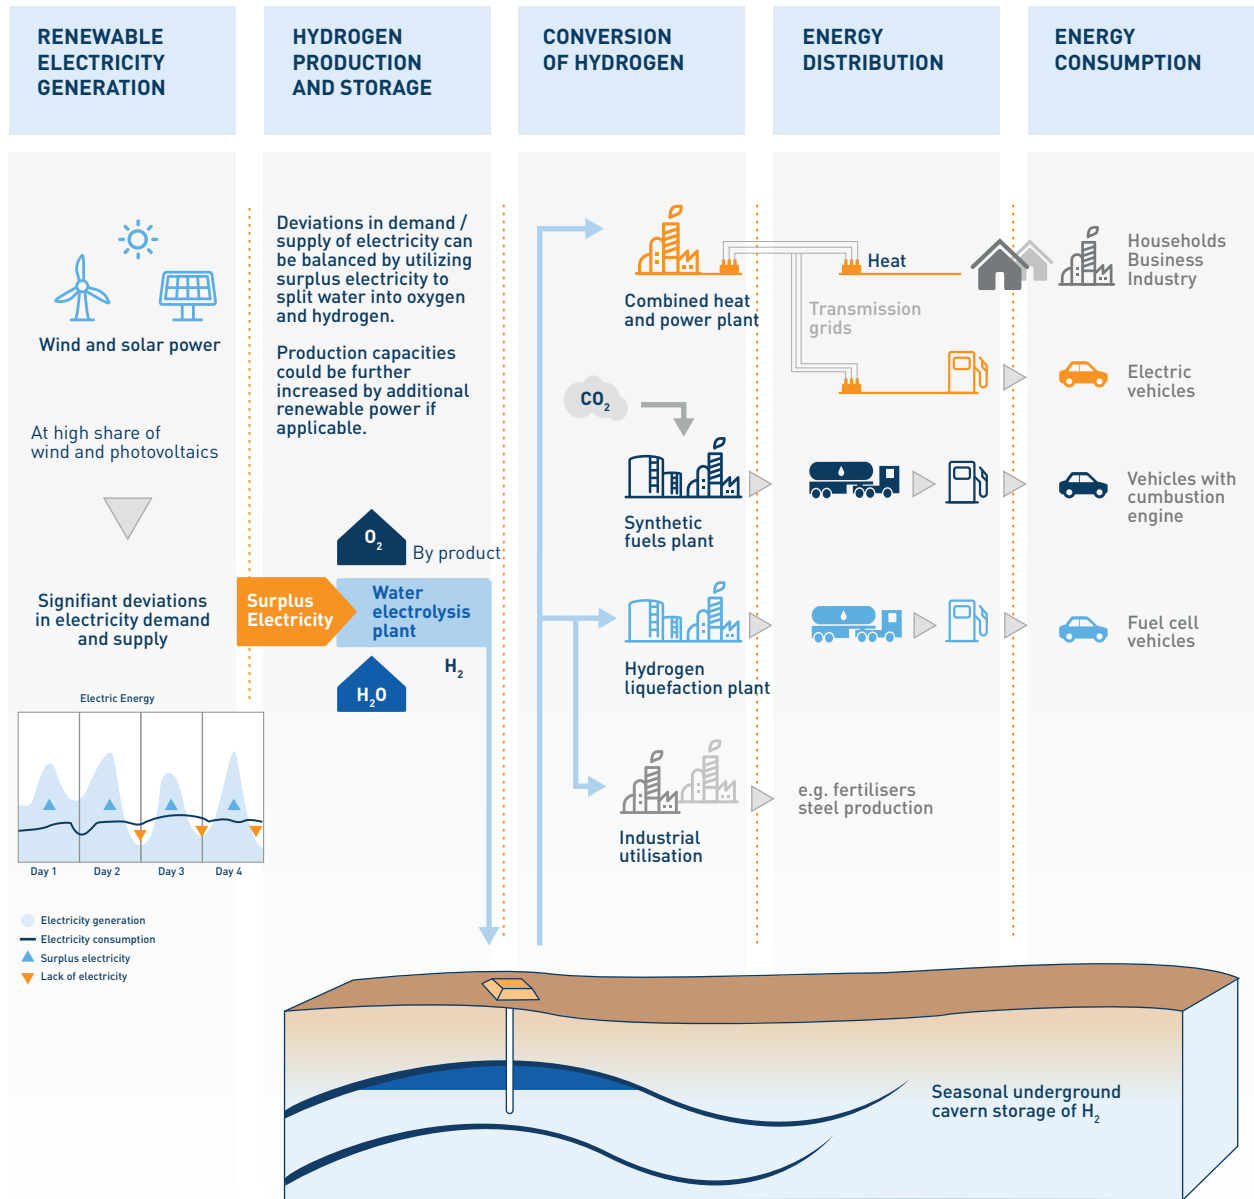 RENEWABLE
ELECTRICITY
GENERATION
HYDROGEN
PRODUCTION
AND STORAGE
CONVERSION
OF HYDROGEN
ENERGY
DISTRIBUTION
ENERGY
CONSUMPTION
Wind and solar power
At high share of
wind and photovoltaics
Signifiant deviations
in electricity demand
and supply
Electric Energy
Day 1
Day 2
Day 3
Day 4
Electricity generation
Electricity consumption
Surplus electricity
Lack of electricity
Deviations in demand /
supply of electricity can
be balanced by utilizing
surplus electricity to
split water into oxygen
and hydrogen.
Production capacities
could be further
increased by additional
renewable power if
applicable.
O2
By product
Surplus
Electricity
Water
electrolysis
plant
H2
H2O
Combined heat
and power plant
CO2
Synthetic
fuels plant
Hydrogen
liquefaction plant
Industrial
utilisation
Heat
Transmission
grids
e.g. fertilisers
steel production
Households
Business
Industry
Electric
vehicles
Vehicles with
cumbustion
engine
Fuel cell
vehicles
Seasonal underground
cavern storage of H2